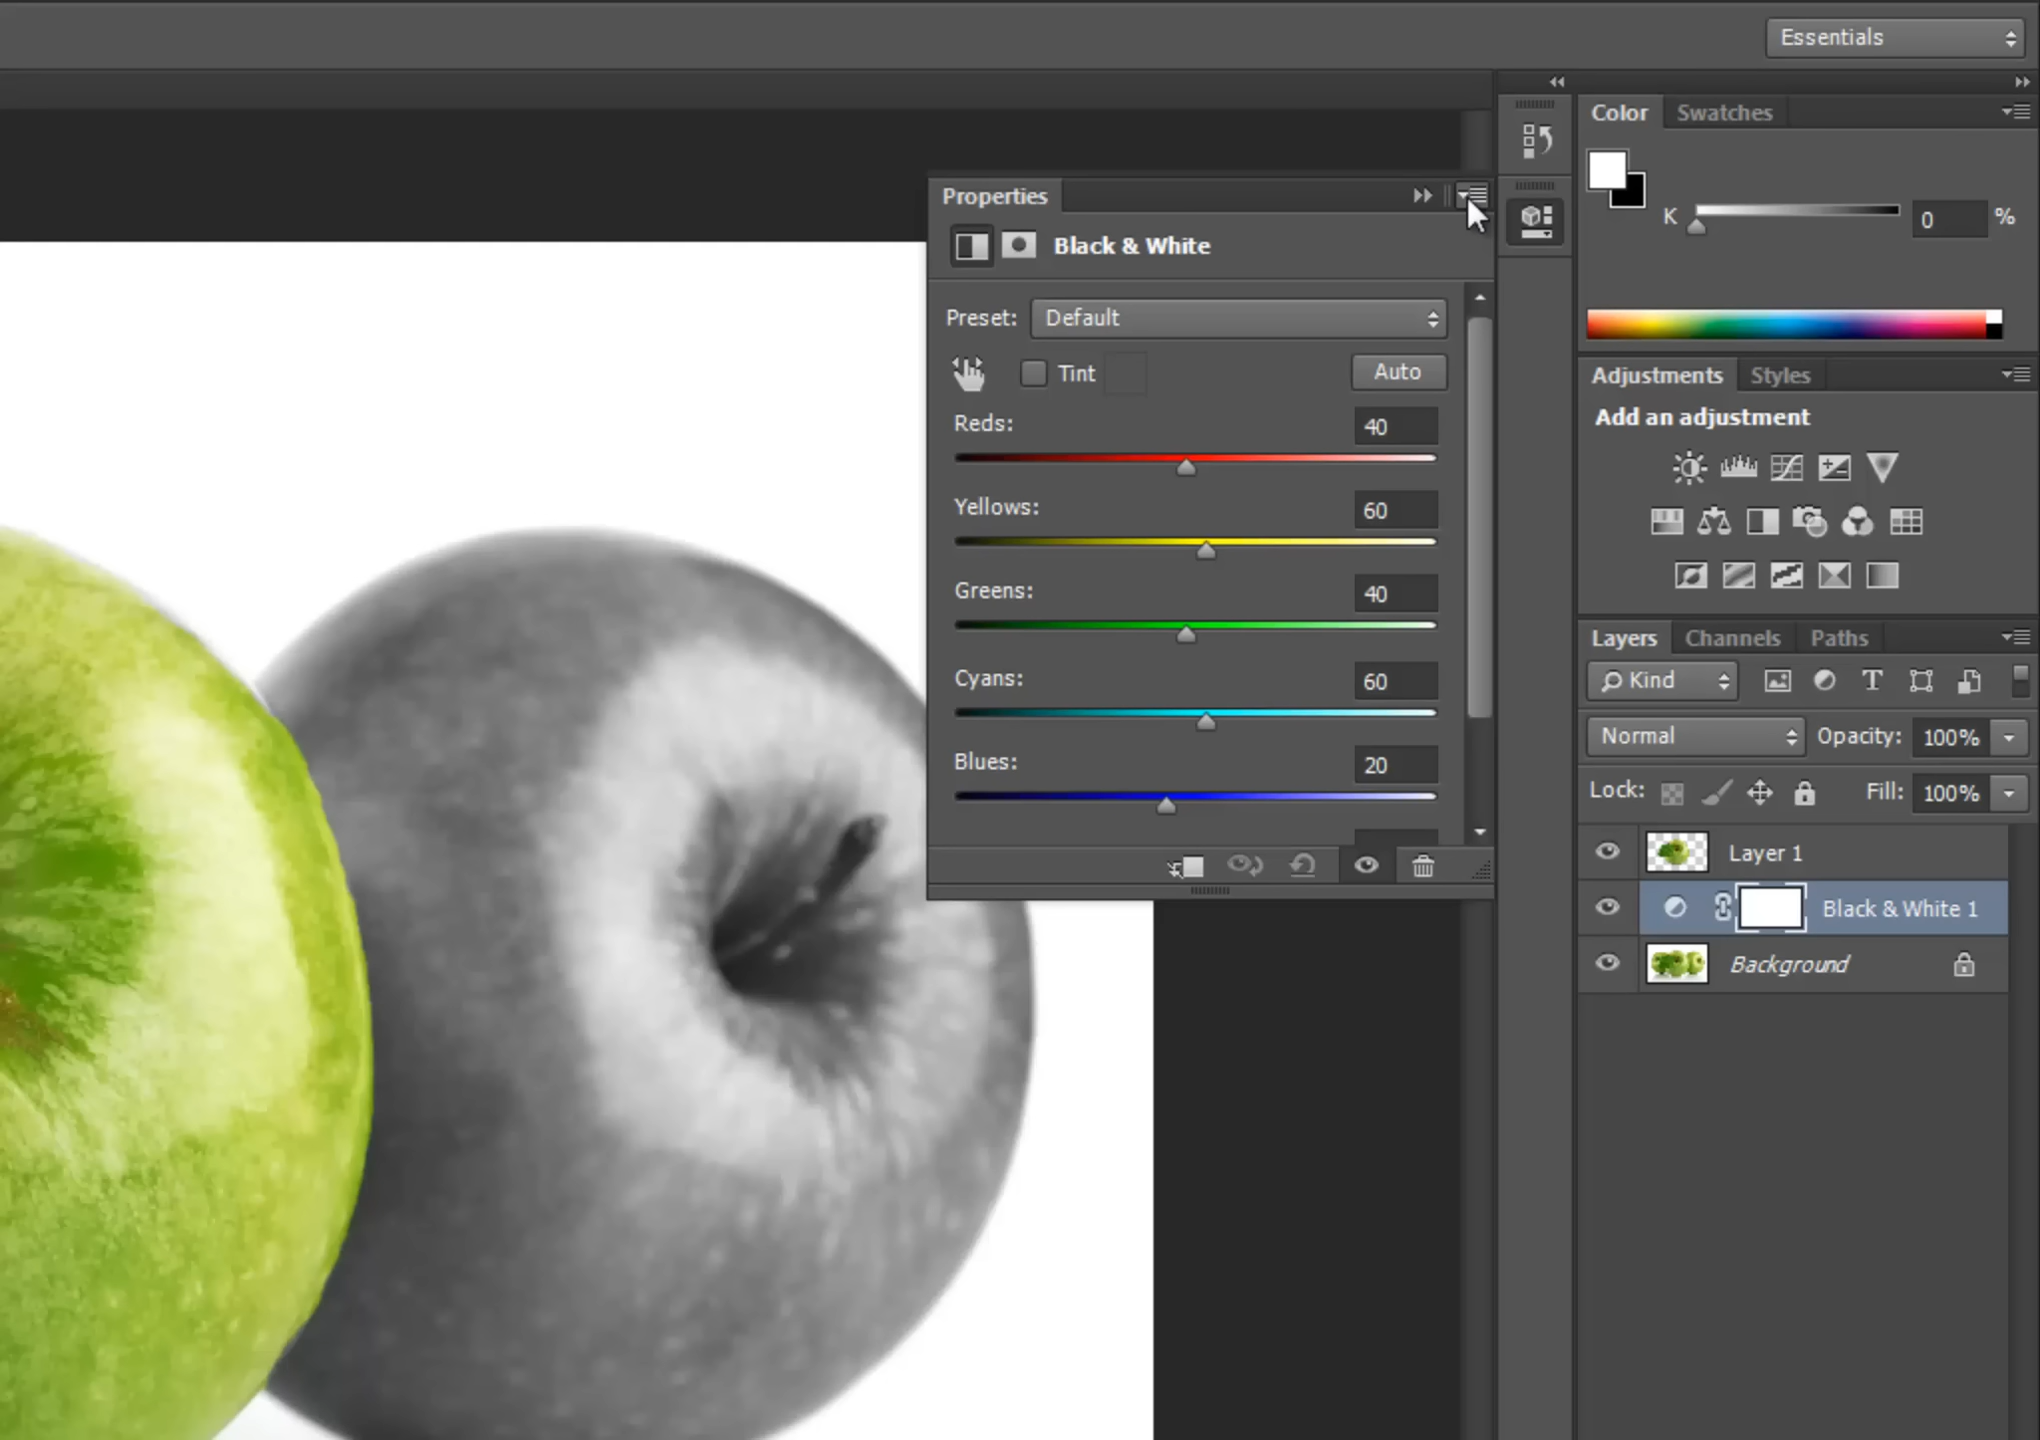 Essentials
Color
Swatches
K
0
%
Properties
Black & White
Preset:
Default
Tint
Auto
Reds:
40
Yellows:
60
Greens:
40
Cyans:
60
Blues:
20
Adjustments
Styles
Add an adjustment
Layers
Channels
Paths
Kind
T
Normal
Opacity:
100%
Lock:
Fill:
100%
Layer 1
Black & White 1
Background